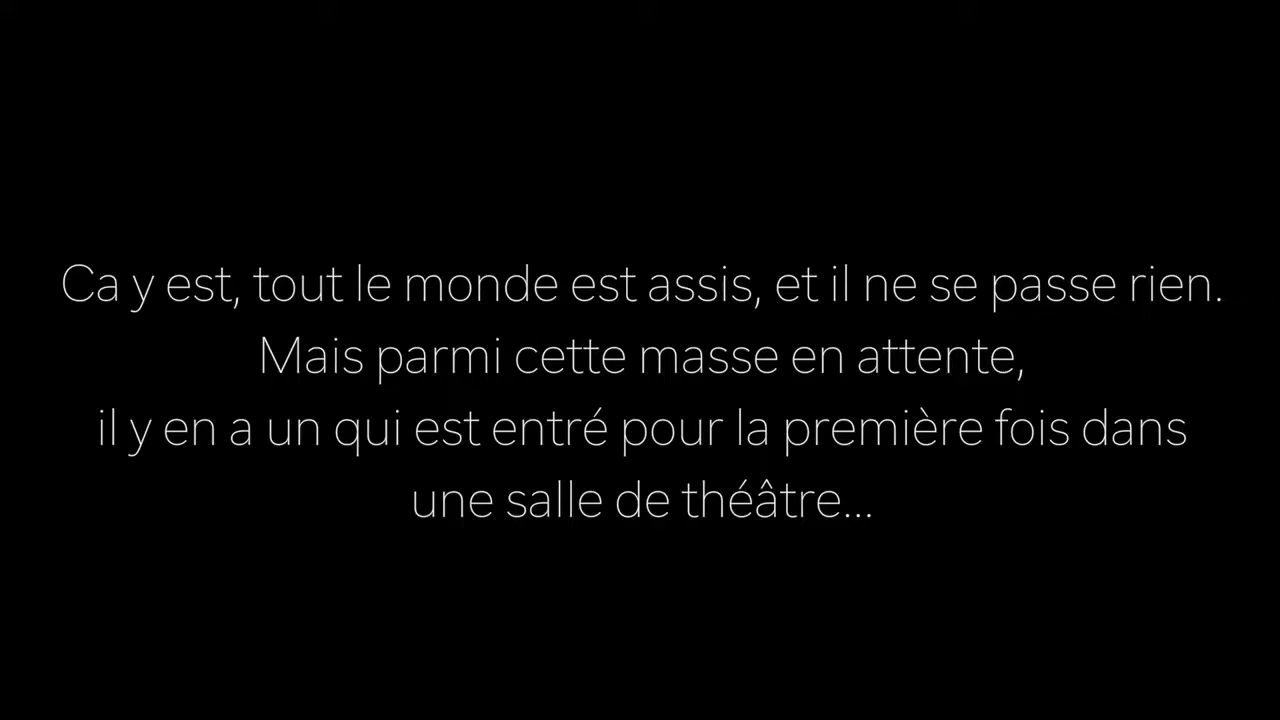 Ca y est, tout le monde est assis, et il ne se passe rien.
Mais parmi cette masse en attente,
il y en a un qui est entré pour la première fois dans
une salle de théâtre...